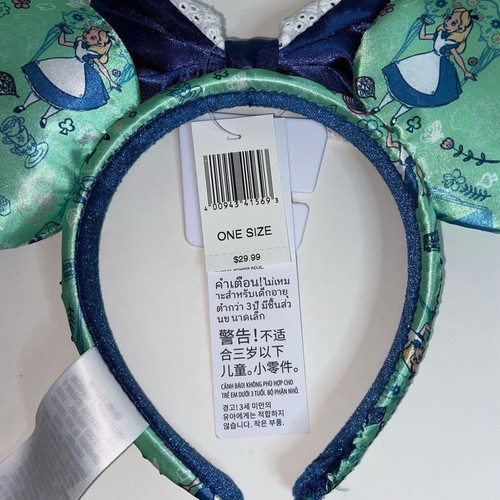 4 00943 41569 3
ONE SIZE
$29.99
คำเตือน!ไม่เหม
าะสำหรับเด็กอายุ
ต่ำกว่า 3 ปี มีชิ้นส่ว
นข นาดเล็ก
警告！不适
合三岁以下
儿童。小零件。
CẢNH BÁO! KHÔNG PHÙ HỢP CHO
TRẺ EM DƯỚI 3 TUỔI. BỘ PHẬN NHỎ.
경고! 3세 미만의
유아에게는 적합하지
않습니다. 작은 부품.